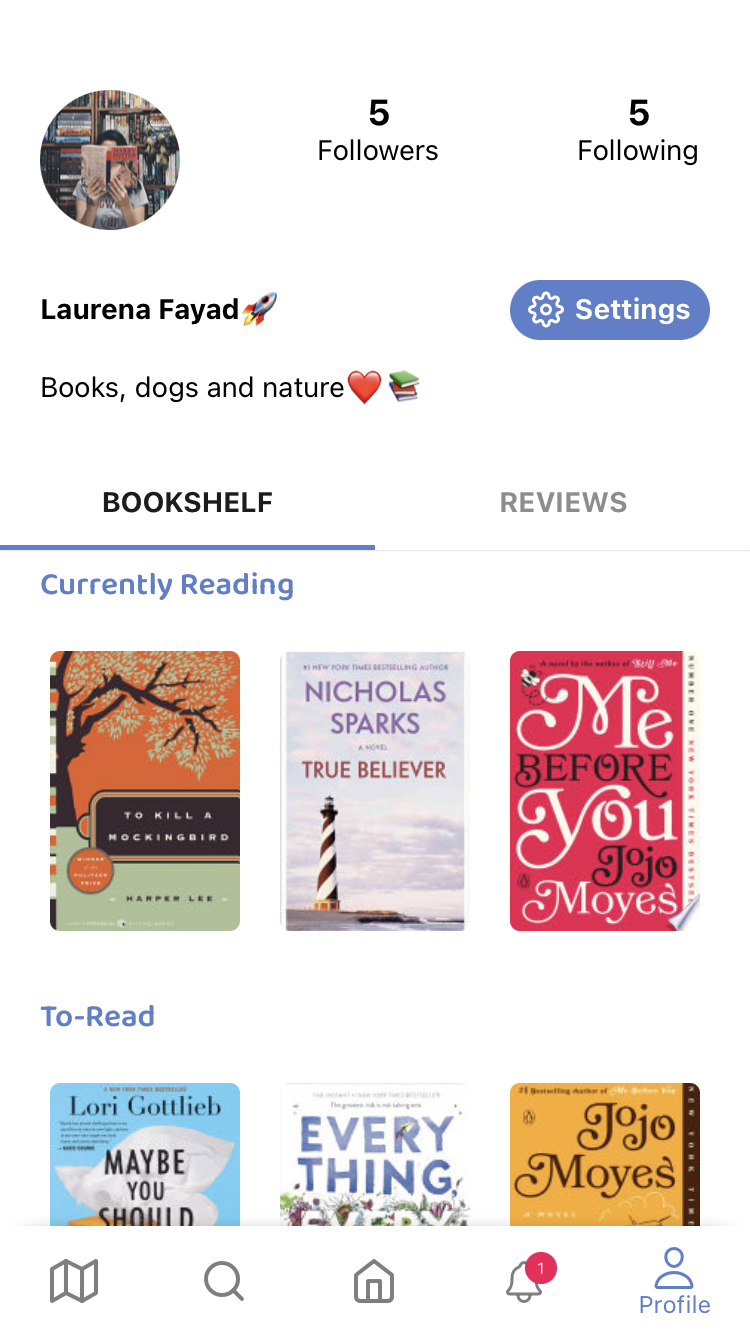 5
5
Followers
Following
Laurena Fayad🚀
Settings
Books, dogs and nature❤️📚
BOOKSHELF
REVIEWS
Currently Reading
TO KILL A
MOCKINGBIRD
WINNER
of the
PULITZER
PRIZE
HARPER LEE
#1 NEW YORK TIMES BESTSELLING AUTHOR
NICHOLAS
SPARKS
A NOVEL
TRUE BELIEVER
A novel by the author of Still Me
Me
BEFORE
You
Jojo
Moyes
NUMBER ONE NEW YORK TIMES BESTSEL
To-Read
A NEW YORK TIMES BESTSELLER
Lori Gottlieb
MAYBE
YOU
SHOULD
THE INSTANT #1 NEW YORK TIMES BESTSELLER
The greatest risk is not taking one.
EVERY
THING,
EVERY
#1 Bestselling Author of Me Before You
Jojo
Moyes
A NOVEL
NEW YORK TIM
1
Profile